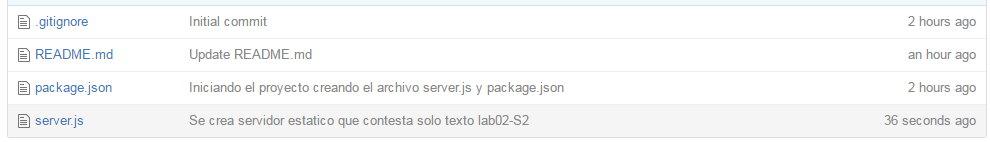 .gitignore Initial commit 2 hours ago
README.md Update README.md an hour ago
package.json Iniciando el proyecto creando el archivo server.js y package.json 2 hours ago
server.js Se crea servidor estatico que contesta solo texto lab02-S2 36 seconds ago